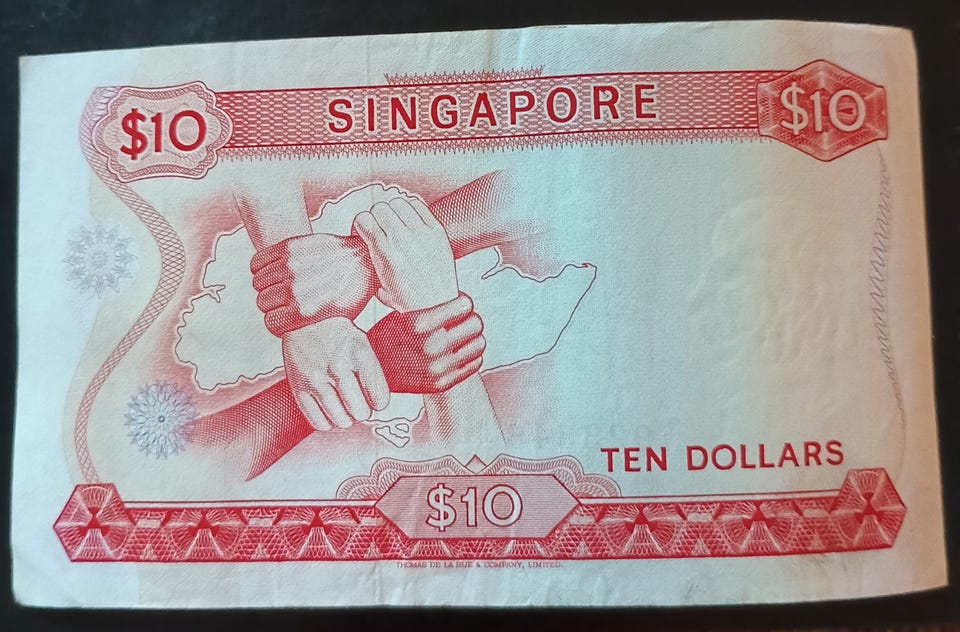 $10 SINGAPORE $10
TEN DOLLARS
$10
THOMAS DE LA RUE & COMPANY, LIMITED.